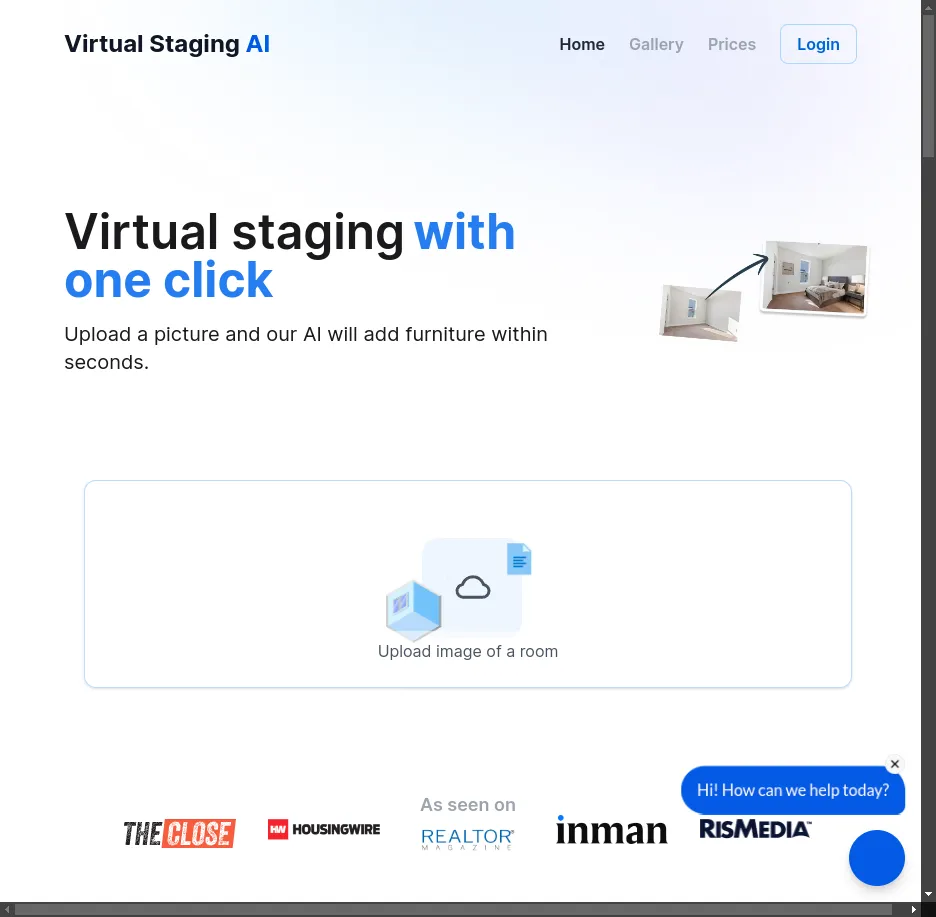 Virtual Staging AI
Home
Gallery
Prices
Login
Virtual staging with
one click
Upload a picture and our AI will add furniture within
seconds.
Upload image of a room
Hi! How can we help today?
As seen on
THE CLOSE
HW HOUSINGWIRE
REALTOR®
MAGAZINE
inman
RISMEDIA™